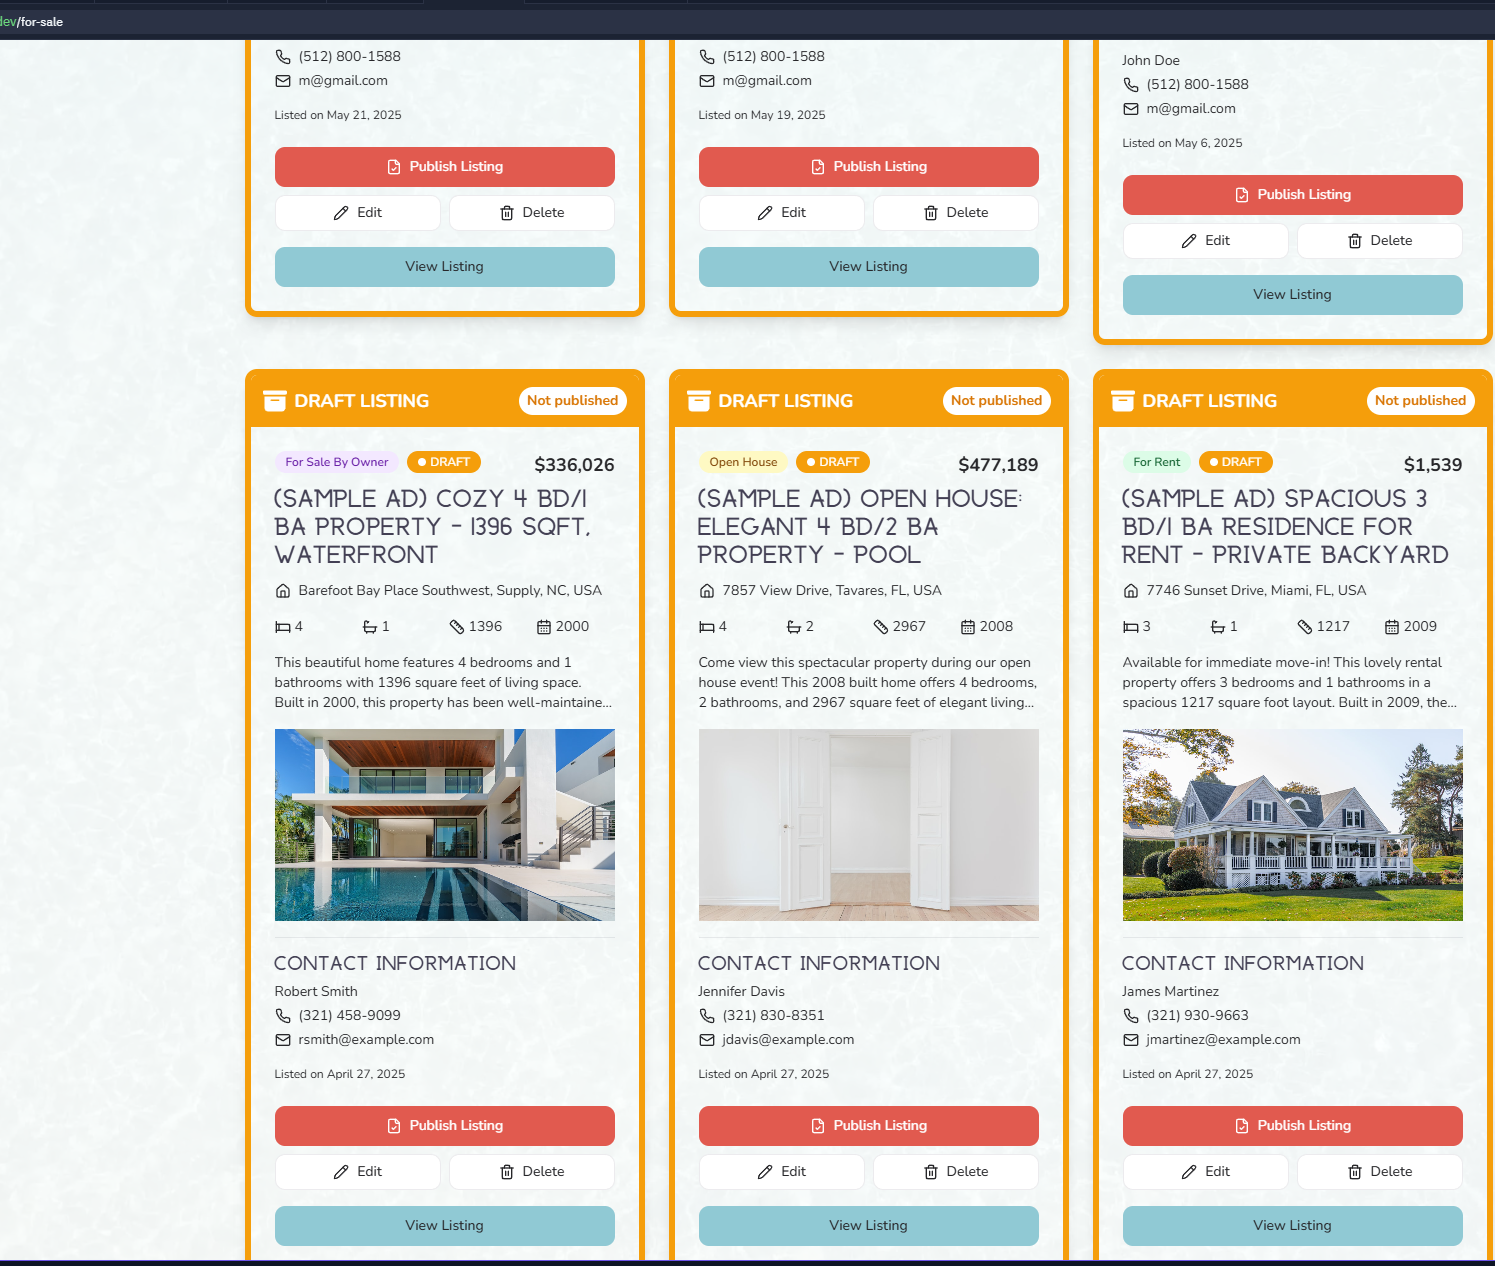 dev/for-sale
(512) 800-1588
m@gmail.com
Listed on May 21, 2025
Publish Listing
Edit
Delete
View Listing
(512) 800-1588
m@gmail.com
Listed on May 19, 2025
Publish Listing
Edit
Delete
View Listing
John Doe
(512) 800-1588
m@gmail.com
Listed on May 6, 2025
Publish Listing
Edit
Delete
View Listing
DRAFT LISTING
Not published
For Sale By Owner
DRAFT
$336,026
(SAMPLE AD) COZY 4 BD/1
BA PROPERTY - 1396 SQFT,
WATERFRONT
Barefoot Bay Place Southwest, Supply, NC, USA
4
1
1396
2000
This beautiful home features 4 bedrooms and 1
bathrooms with 1396 square feet of living space.
Built in 2000, this property has been well-maintaine...
CONTACT INFORMATION
Robert Smith
(321) 458-9099
rsmith@example.com
Listed on April 27, 2025
Publish Listing
Edit
Delete
View Listing
DRAFT LISTING
Not published
Open House
DRAFT
$477,189
(SAMPLE AD) OPEN HOUSE:
ELEGANT 4 BD/2 BA
PROPERTY - POOL
7857 View Drive, Tavares, FL, USA
4
2
2967
2008
Come view this spectacular property during our open
house event! This 2008 built home offers 4 bedrooms,
2 bathrooms, and 2967 square feet of elegant living...
CONTACT INFORMATION
Jennifer Davis
(321) 830-8351
jdavis@example.com
Listed on April 27, 2025
Publish Listing
Edit
Delete
View Listing
DRAFT LISTING
Not published
For Rent
DRAFT
$1,539
(SAMPLE AD) SPACIOUS 3
BD/1 BA RESIDENCE FOR
RENT - PRIVATE BACKYARD
7746 Sunset Drive, Miami, FL, USA
3
1
1217
2009
Available for immediate move-in! This lovely rental
property offers 3 bedrooms and 1 bathrooms in a
spacious 1217 square foot layout. Built in 2009, the...
CONTACT INFORMATION
James Martinez
(321) 930-9663
jmartinez@example.com
Listed on April 27, 2025
Publish Listing
Edit
Delete
View Listing